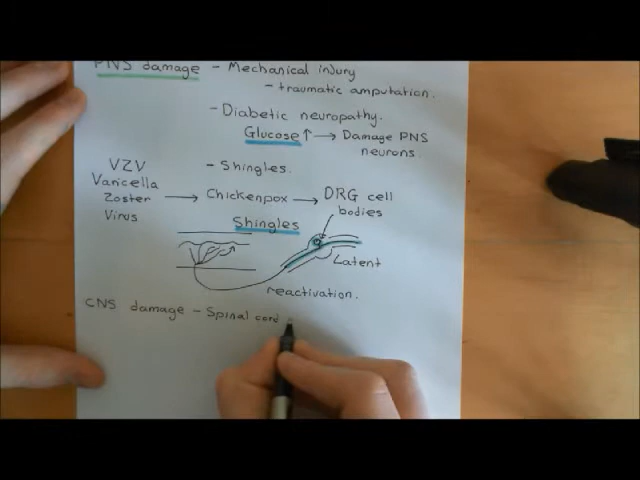 PNS damage - Mechanical injury
- traumatic amputation.
- Diabetic neuropathy.
Glucose ↑ → Damage PNS
neurons.
- Shingles.
VZV
Varicella
Zoster
Virus
→ Chickenpox → DRG cell
bodies
Shingles
Latent
reactivation.
CNS damage - Spinal cord